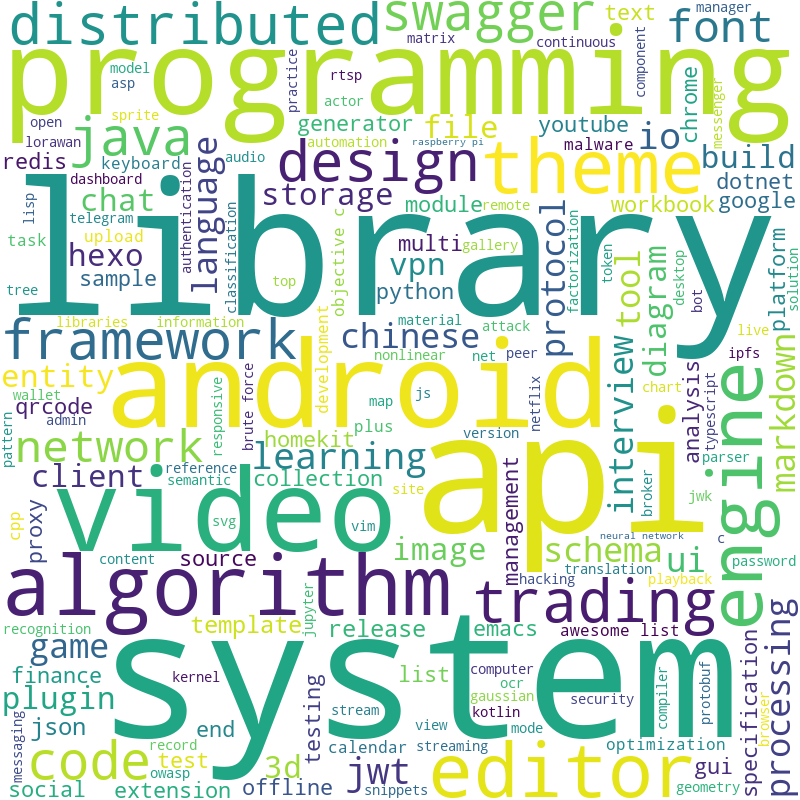 distributed
swagger
text
manager
font
matrix
continuous
component
programming
model
asp
rtsp
practice
sprite
actor
open
java
generator
file
youtube
chrome
messenger
lorawan
automation
raspberry pi
malware
io
redis
keyboard
audio
language
design
theme
build
dashboard
authentication
storage
dotnet
lisp
chat
telegram
classification
module
remote
protocol
workbook
google
library
task
upload
hexo
objective c
multi
gallery
factorization
token
tool
diagram
desktop
bot
platform
solution
sample
vpn
python
tree
top
libraries
information
material
attack
live
framework
chinese
nonlinear
net
peer
ipfs
entity
development
android
netflix
interview
chart
typescript
analysis
markdown
wallet
brute force
map
js
api
engine
qrcode
admin
responsive
plus
version
pattern
network
homekit
learning
parser
client
reference
semantic
collection
site
management
broker
jwk
video
svg
vim
proxy
cpp
neural network
c
content
source
image
schema
ui
password
translation
hacking
playback
algorithm
jupyter
trading
recognition
template
release
emacs
awesome list
game
system
finance
kernel
testing
list
computer
ocr
gaussian
kotlin
security
compiler
protobuf
specification
browser
processing
plugin
messaging
json
end
stream
view
mode
code
record
test
owasp
3d
calendar
streaming
optimization
editor
gui
social
extension
offline
jwt
snippets
geometry